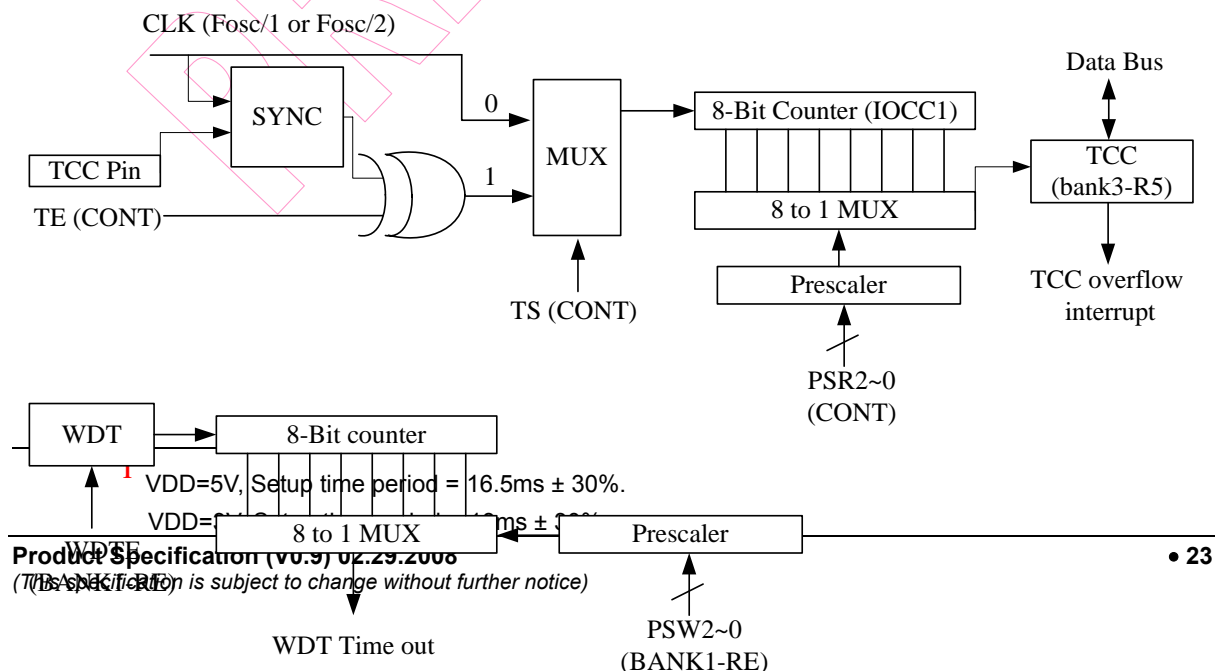 CLK (Fosc/1 or Fosc/2)
SYNC
TCC Pin
TE (CONT)
0
1
MUX
TS (CONT)
8-Bit Counter (IOCC1)
8 to 1 MUX
Prescaler
PSR2~0
(CONT)
Data Bus
TCC
(bank3-R5)
TCC overflow
interrupt
WDT
8-Bit counter
1
VDD=5V, Setup time period = 16.5ms ± 30%.
8 to 1 MUX
Prescaler
WDTE
(BANK1-RE)
Product Specification (V0.9) 02.29.2008
• 23
(This specification is subject to change without further notice)
WDT Time out
PSW2~0
(BANK1-RE)